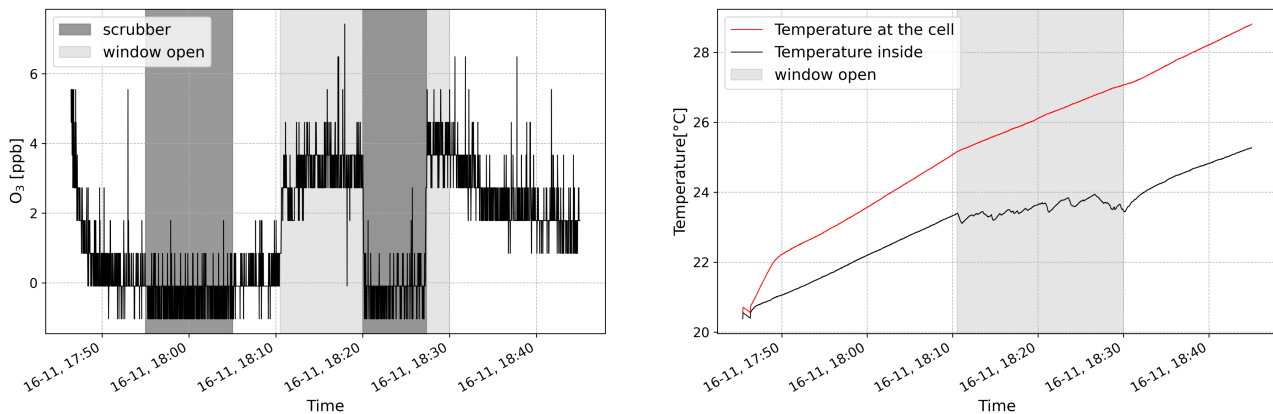 scrubber
window open
O₃ [ppb]
6
4
2
0
16-11, 17:50
16-11, 18:00
16-11, 18:10
16-11, 18:20
16-11, 18:30
16-11, 18:40
Time
Temperature at the cell
Temperature inside
window open
Temperature[°C]
28
26
24
22
20
16-11, 17:50
16-11, 18:00
16-11, 18:10
16-11, 18:20
16-11, 18:30
16-11, 18:40
Time